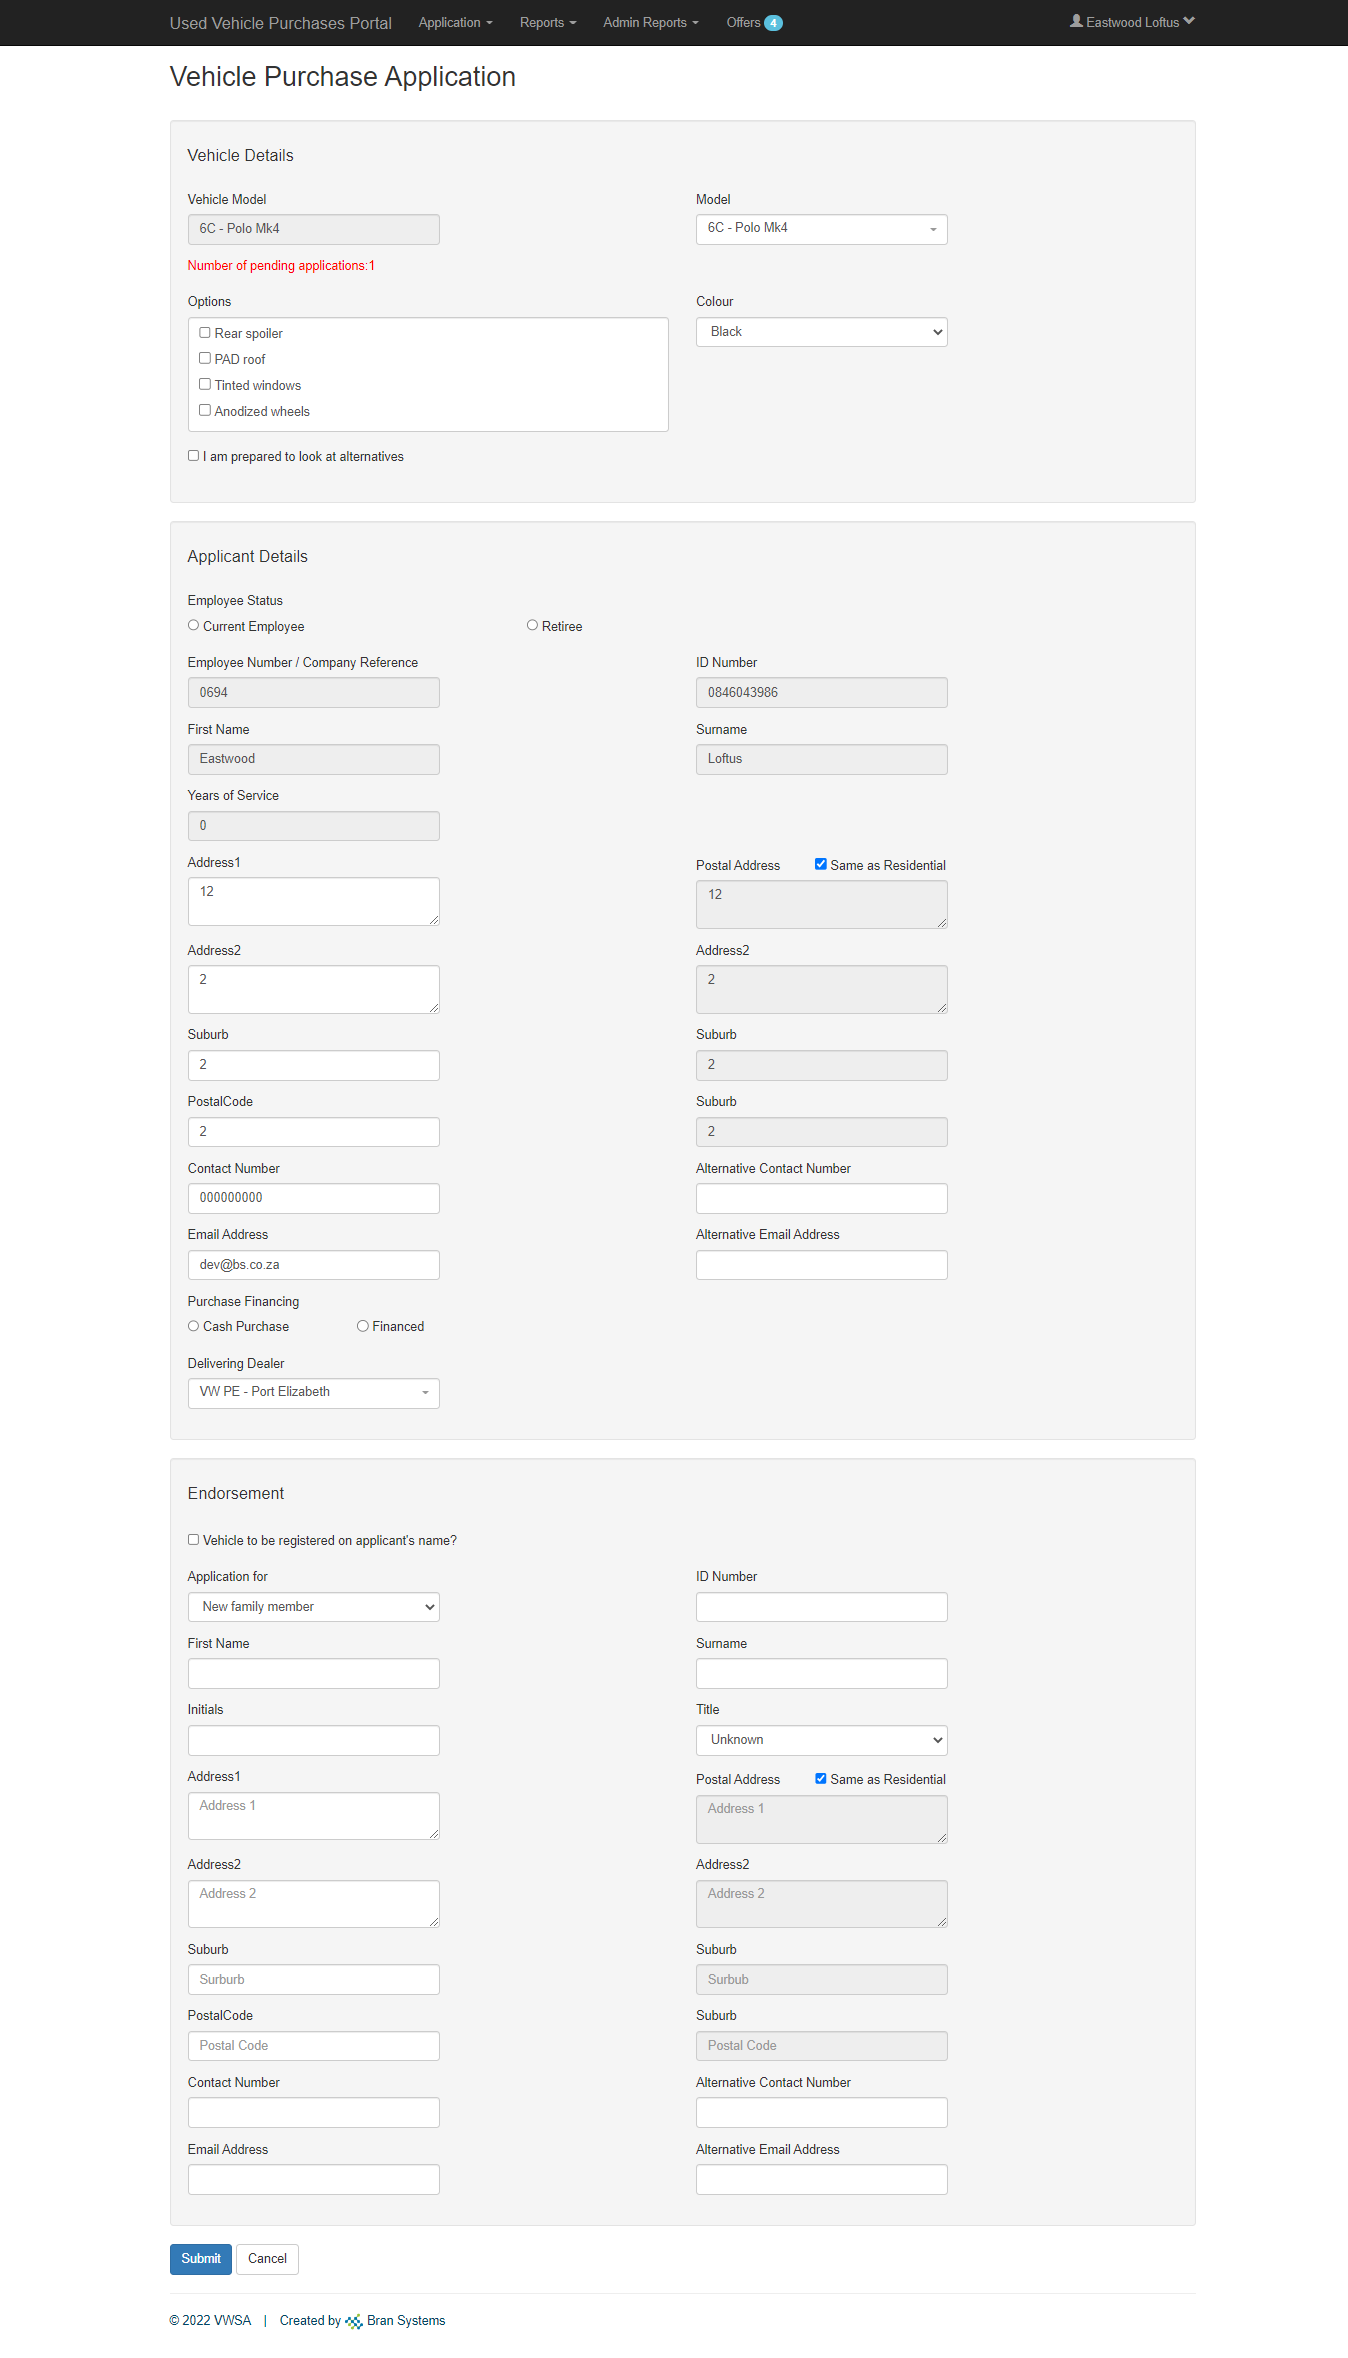 Used Vehicle Purchases Portal Application Reports Admin Reports Offers 4 Eastwood Loftus
Vehicle Purchase Application
Vehicle Details
Vehicle Model Model
6C - Polo Mk4 6C - Polo Mk4
Number of pending applications:1
Options Colour
Rear spoiler Black
PAD roof
Tinted windows
Anodized wheels
I am prepared to look at alternatives
Applicant Details
Employee Status
Current Employee Retiree
Employee Number / Company Reference ID Number
0694 0846043986
First Name Surname
Eastwood Loftus
Years of Service
0
Address1 Postal Address Same as Residential
12 12
Address2 Address2
2 2
Suburb Suburb
2 2
PostalCode Suburb
2 2
Contact Number Alternative Contact Number
000000000
Email Address Alternative Email Address
dev@bs.co.za
Purchase Financing
Cash Purchase Financed
Delivering Dealer
VW PE - Port Elizabeth
Endorsement
Vehicle to be registered on applicant's name?
Application for ID Number
New family member
First Name Surname
Initials Title
Unknown
Address1 Postal Address Same as Residential
Address 1 Address 1
Address2 Address2
Address 2 Address 2
Suburb Suburb
Surburb Surbub
PostalCode Suburb
Postal Code Postal Code
Contact Number Alternative Contact Number
Email Address Alternative Email Address
Submit Cancel
© 2022 VWSA | Created by Bran Systems